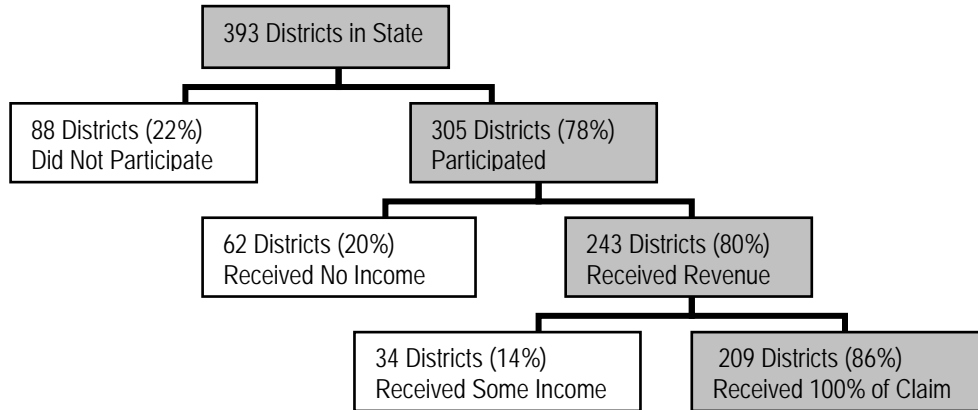 393 Districts in State
88 Districts (22%)
Did Not Participate
305 Districts (78%)
Participated
62 Districts (20%)
Received No Income
243 Districts (80%)
Received Revenue
34 Districts (14%)
Received Some Income
209 Districts (86%)
Received 100% of Claim